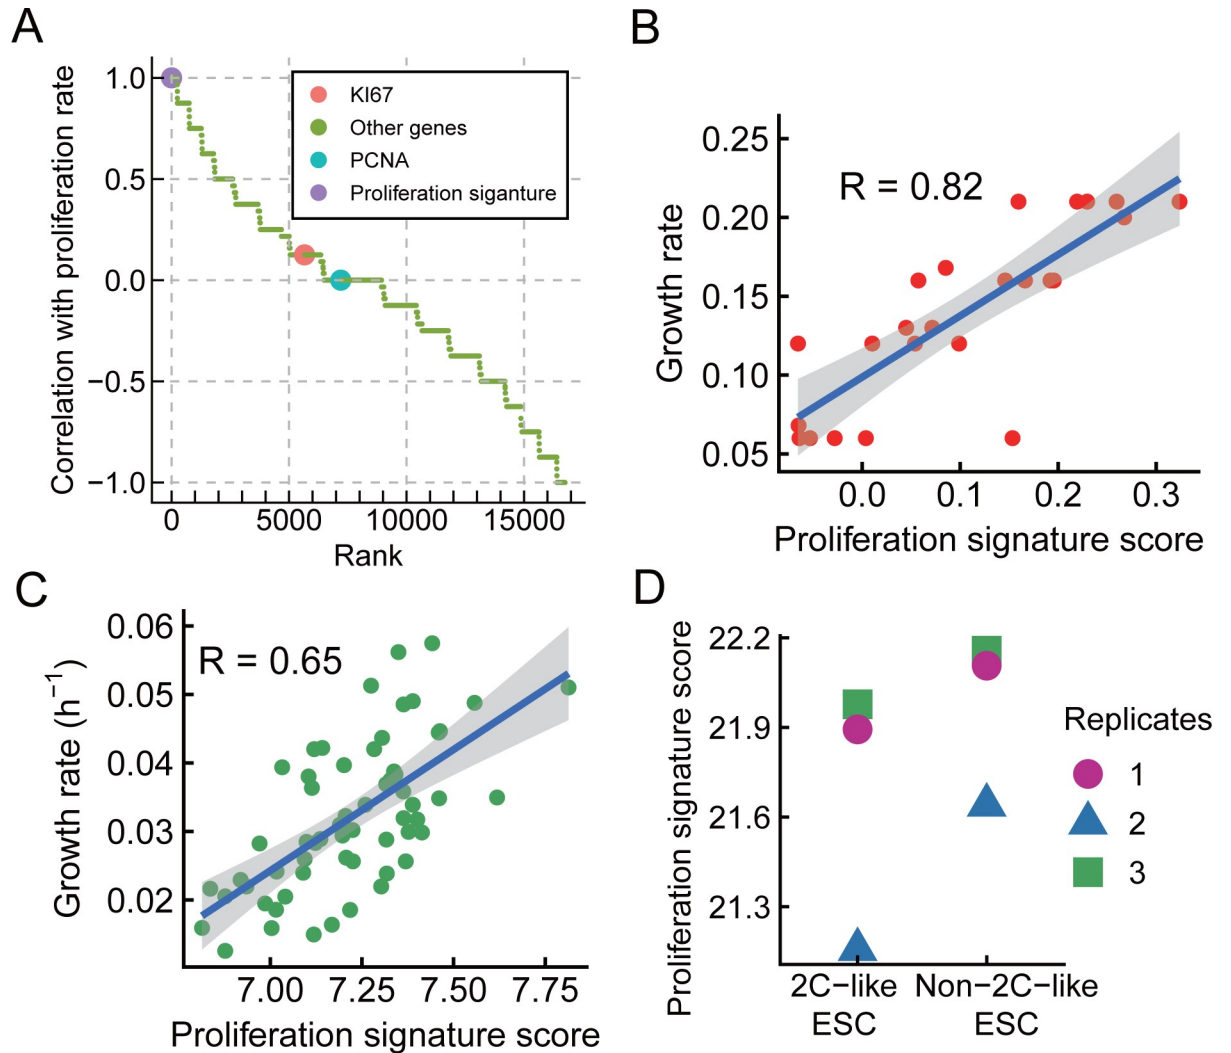 A
Correlation with proliferation rate
1.0
0.5
0.0
−0.5
−1.0
KI67
Other genes
PCNA
Proliferation siganture
0 5000 10000 15000
Rank
B
Growth rate
0.25
0.20
0.15
0.10
0.05
R = 0.82
0.0 0.1 0.2 0.3
Proliferation signature score
C
Growth rate (h⁻¹)
0.06
0.05
0.04
0.03
0.02
R = 0.65
7.00 7.25 7.50 7.75
Proliferation signature score
D
Proliferation signature score
22.2
21.9
21.6
21.3
2C−like
ESC
Non−2C−like
ESC
Replicates
1
2
3